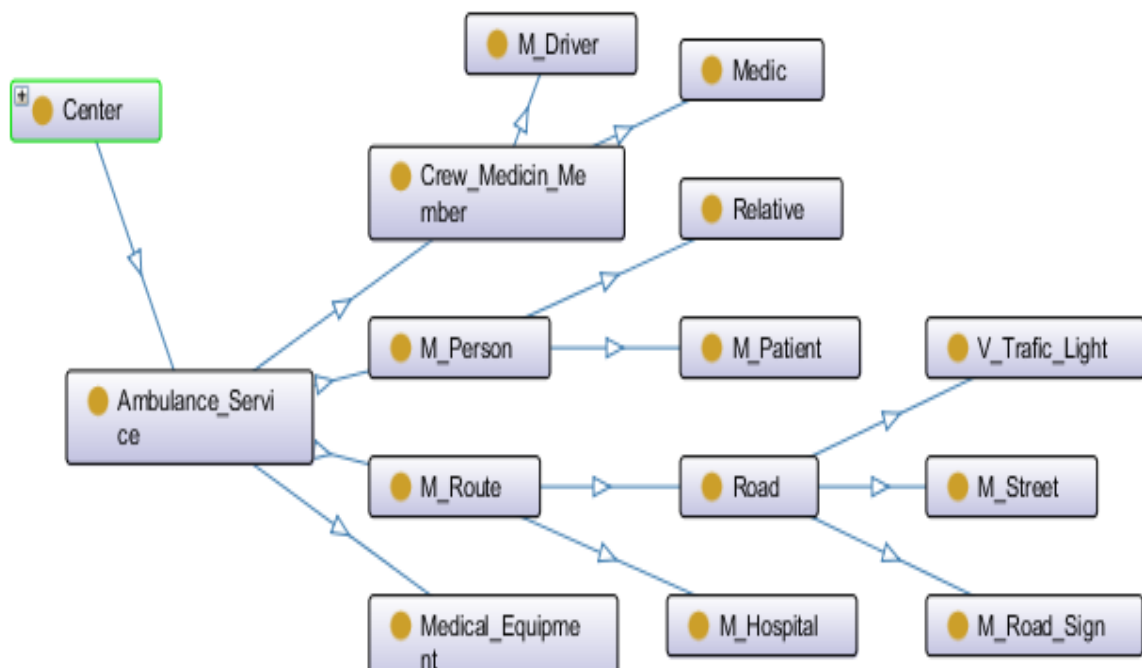 M_Driver
Medic
Center
Crew_Medicin_Me
mber
Relative
M_Person
M_Patient
V_Trafic_Light
Ambulance_Servi
ce
M_Route
Road
M_Street
Medical_Equipme
nt
M_Hospital
M_Road_Sign